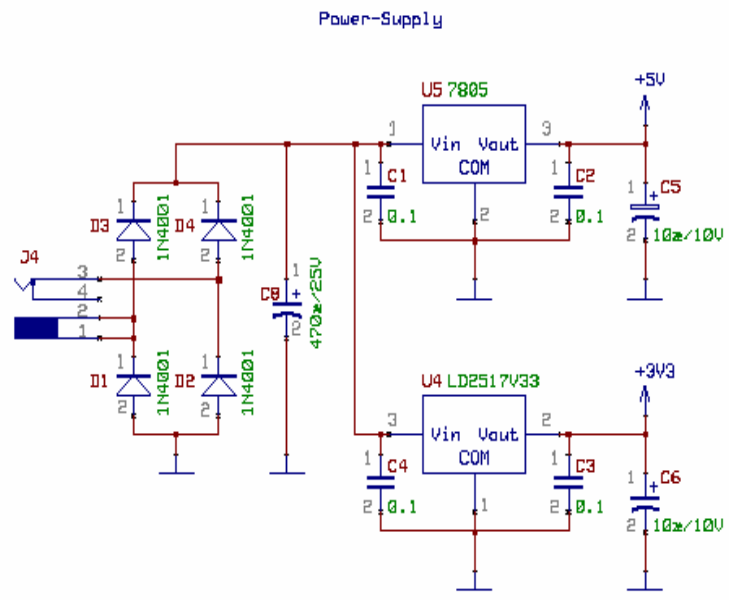 Power-Supply
+5V
U5 7805
1 Vin Vout 3
COM
2
1 C1 2 0.1
1 C2 2 0.1
1 + C5 2 10æ/10V
D3 1 2 1N4001
D4 1 2 1N4001
J4
3
4
2
1
C8 1 + 2 470æ/25V
D1 1 2 1N4001
D2 1 2 1N4001
+3V3
U4 LD2517V33
3 Vin Vout 2
COM
1
1 C4 2 0.1
1 C3 2 0.1
1 + C6 2 10æ/10V